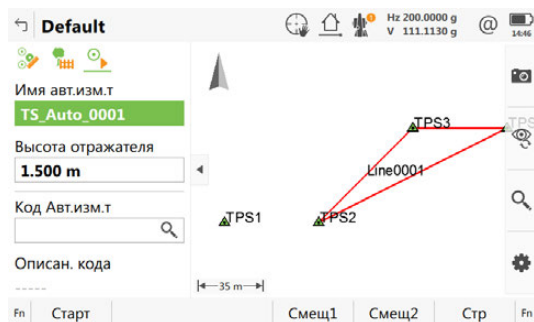 Default
Hz 200.0000 g
V 111.1130 g
14:46
Имя авт.изм.т
TS_Auto_0001
Высота отражателя
1.500 m
Код Авт.изм.т
Описан. кода
-----
TPS3
TPS
Line0001
TPS1
TPS2
35 m
Fn Старт Смещ1 Смещ2 Стр Fn